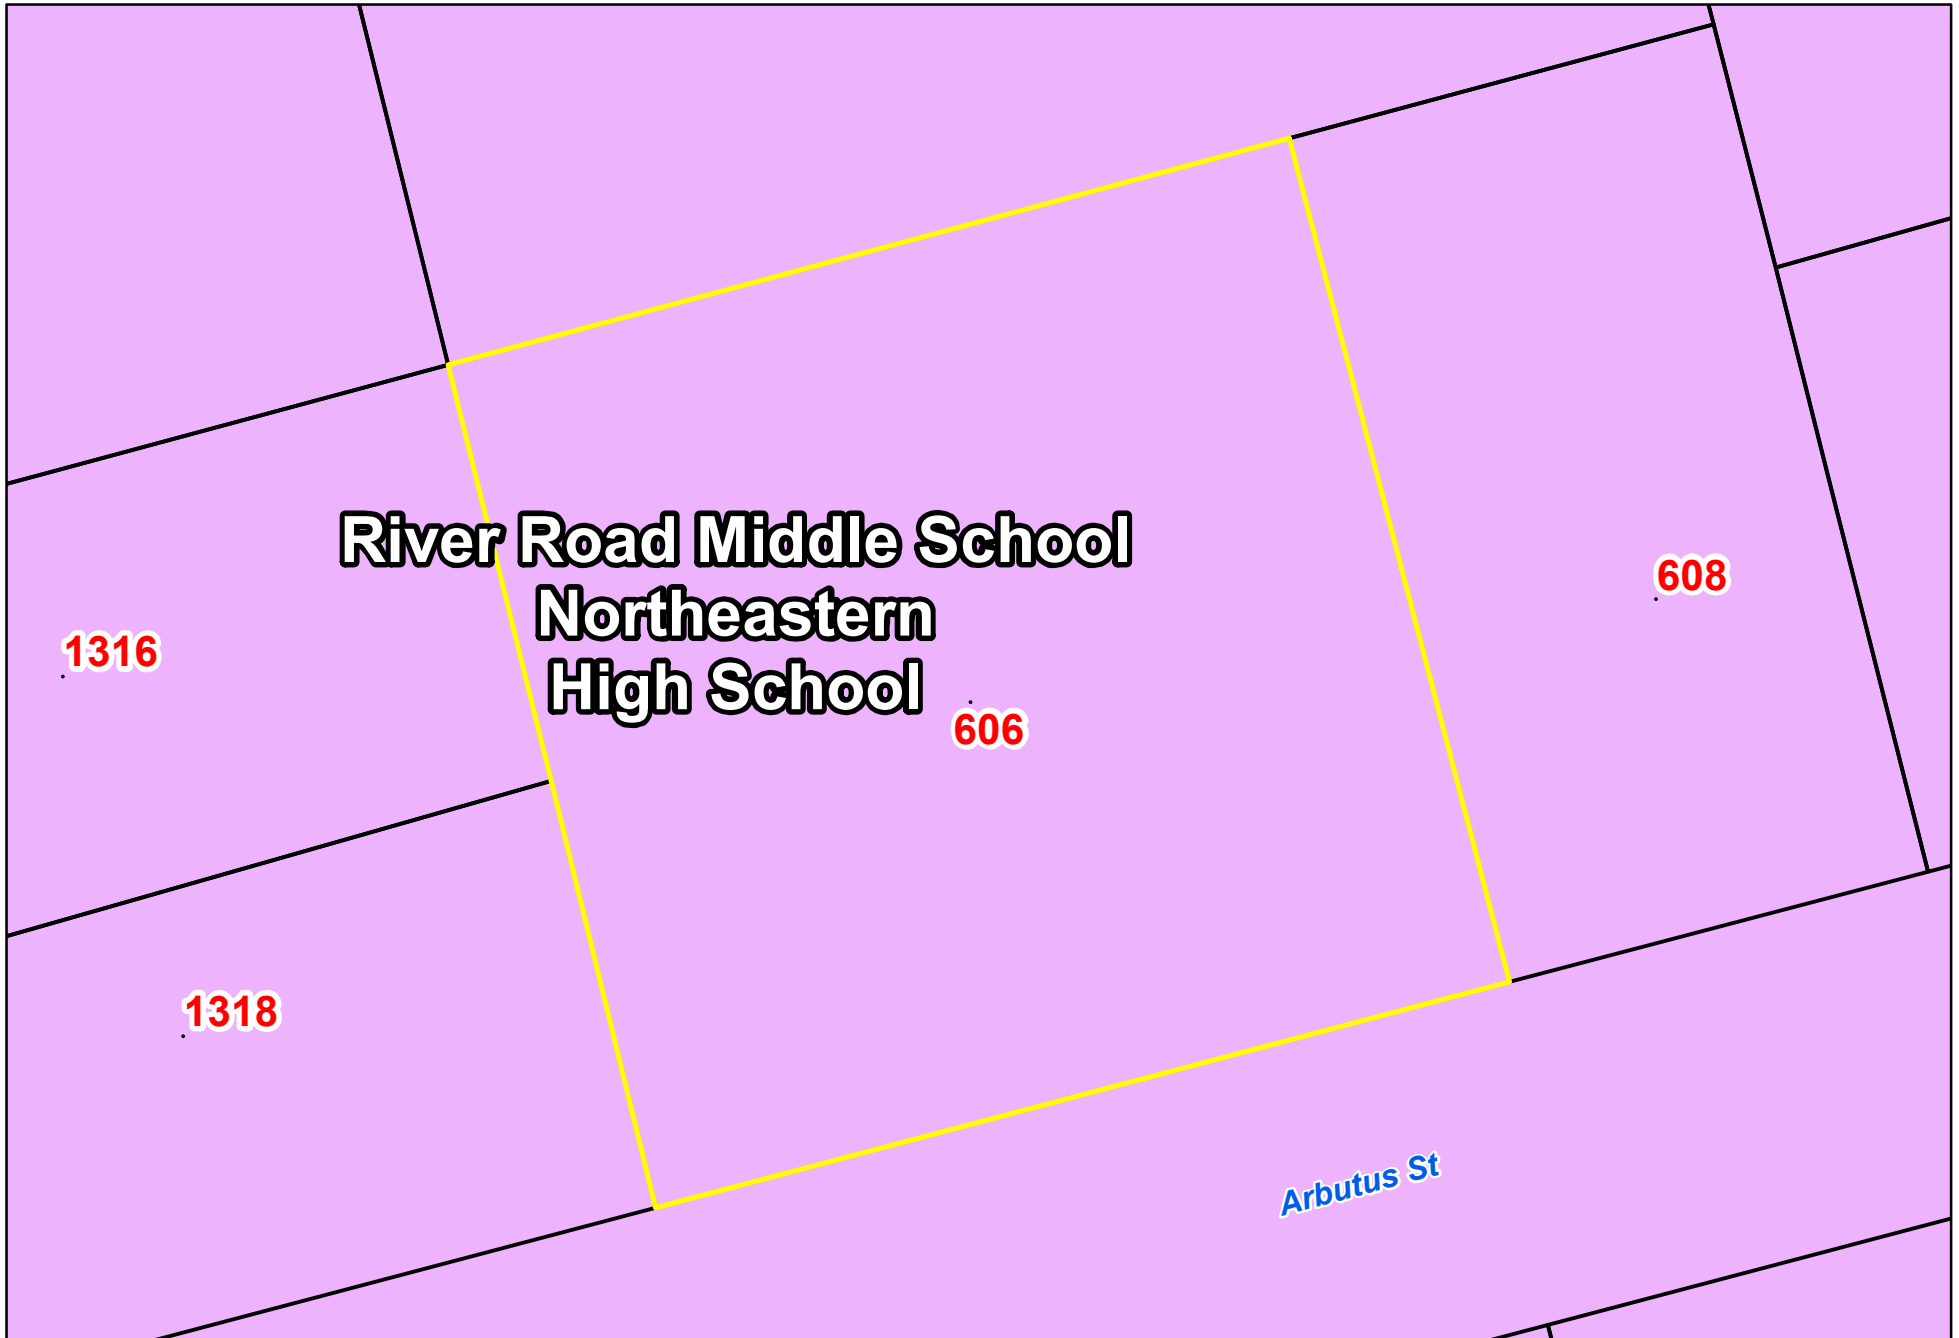 River Road Middle School
Northeastern
High School
608
1316
606
1318
Arbutus St